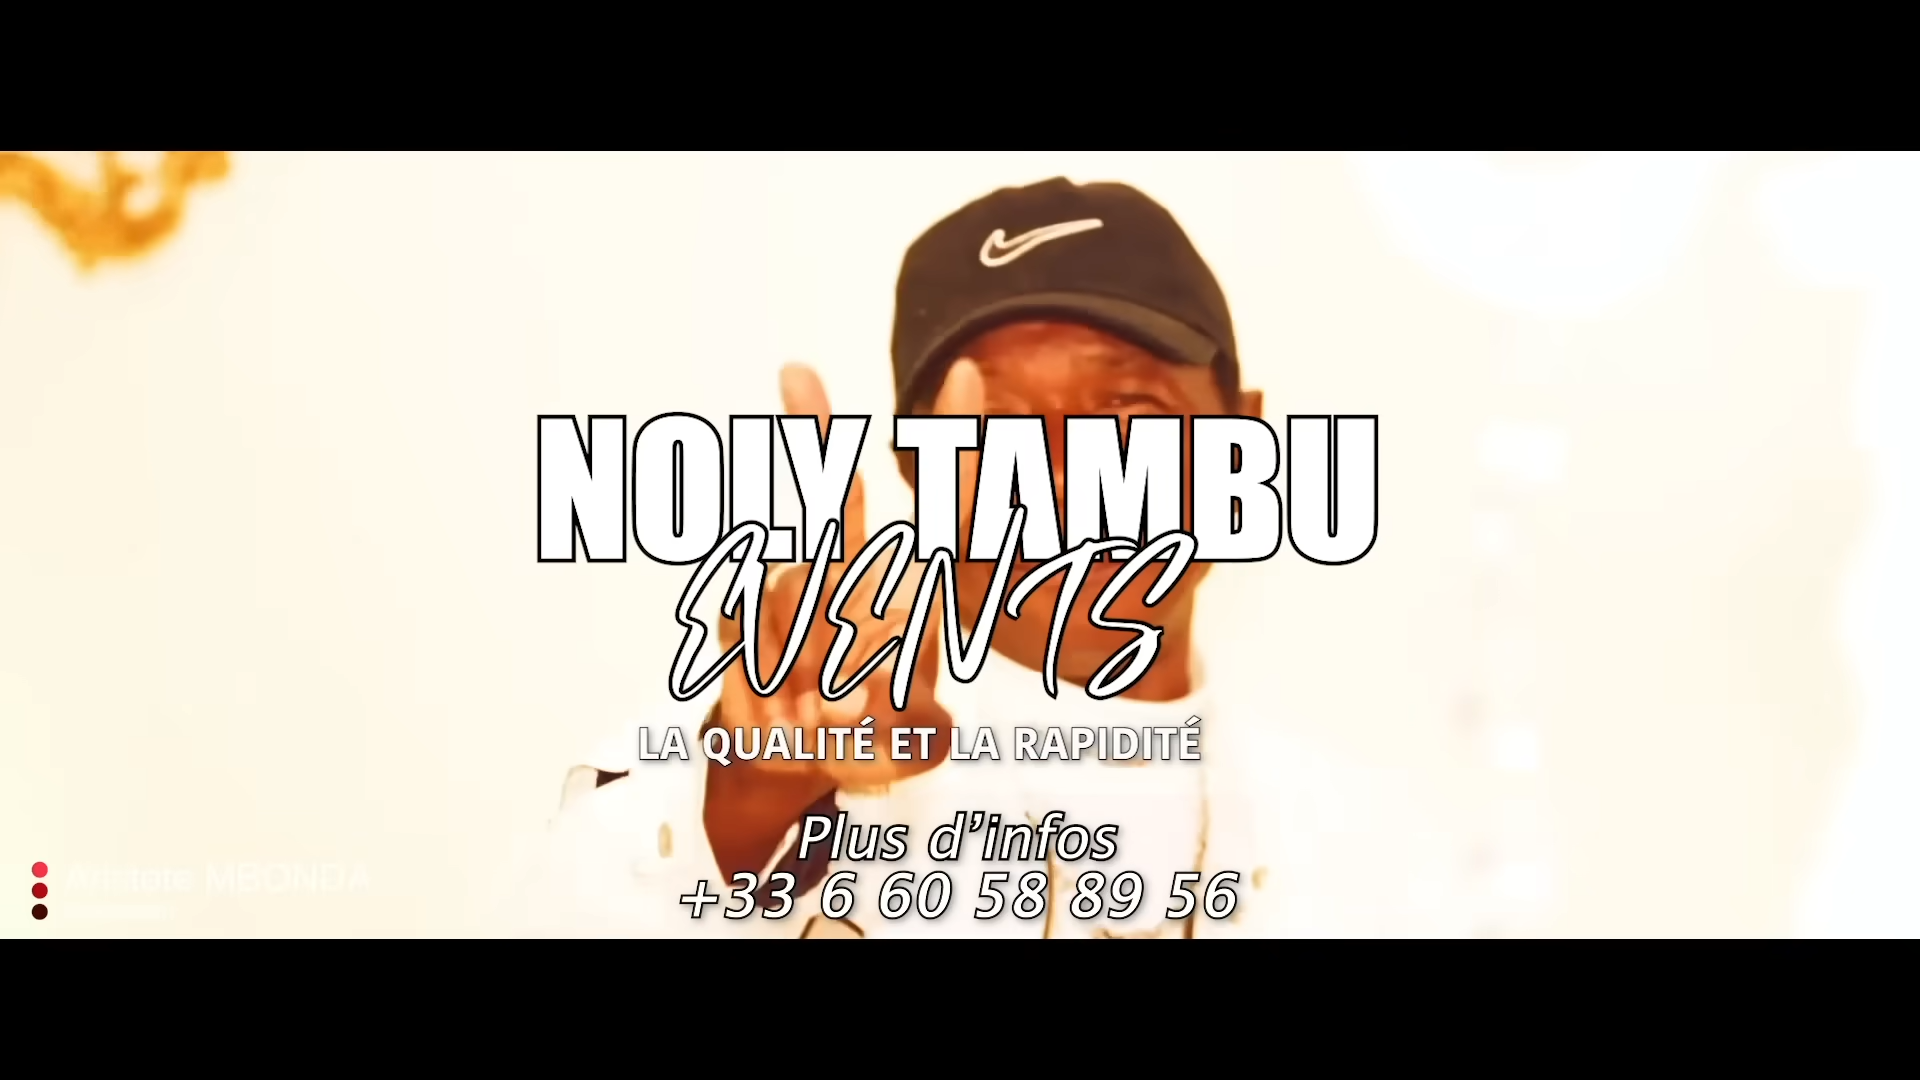 NOLY TAMBU
EVENTS
LA QUALITÉ ET LA RAPIDITÉ
Plus d’infos
+33 6 60 58 89 56